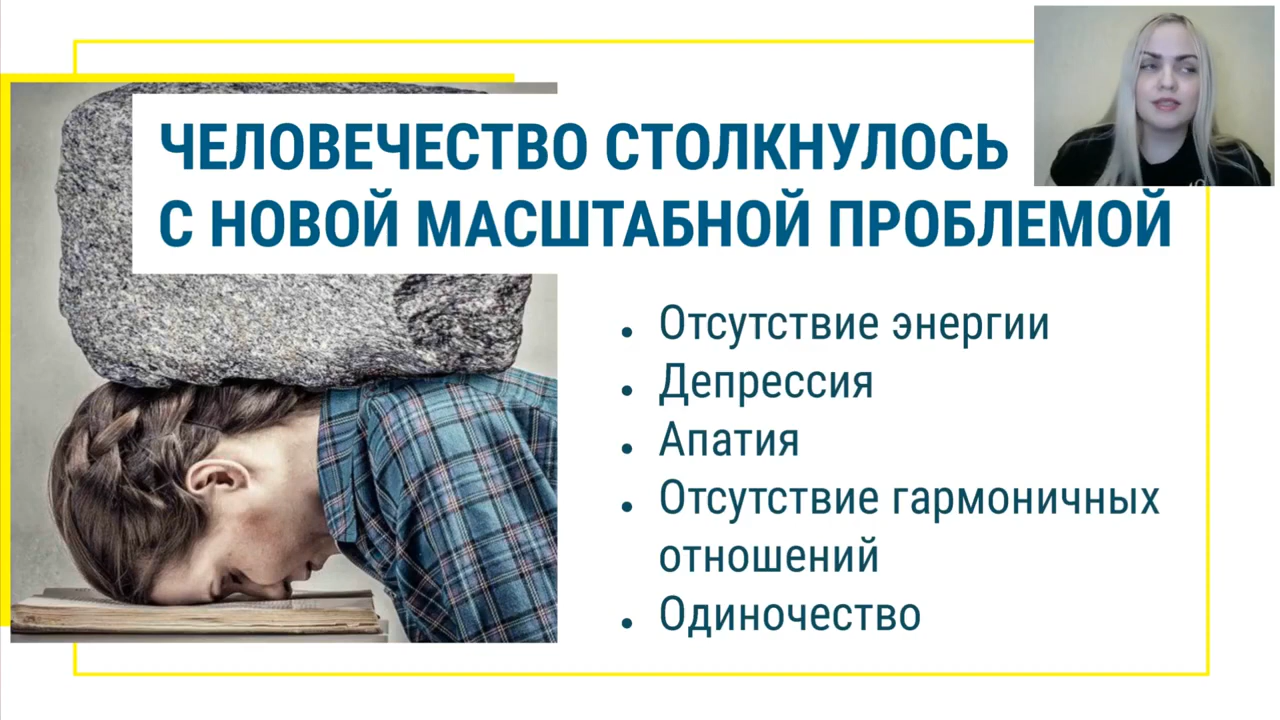 ЧЕЛОВЕЧЕСТВО СТОЛКНУЛОСЬ
С НОВОЙ МАСШТАБНОЙ ПРОБЛЕМОЙ
• Отсутствие энергии
• Депрессия
• Апатия
• Отсутствие гармоничных
отношений
• Одиночество